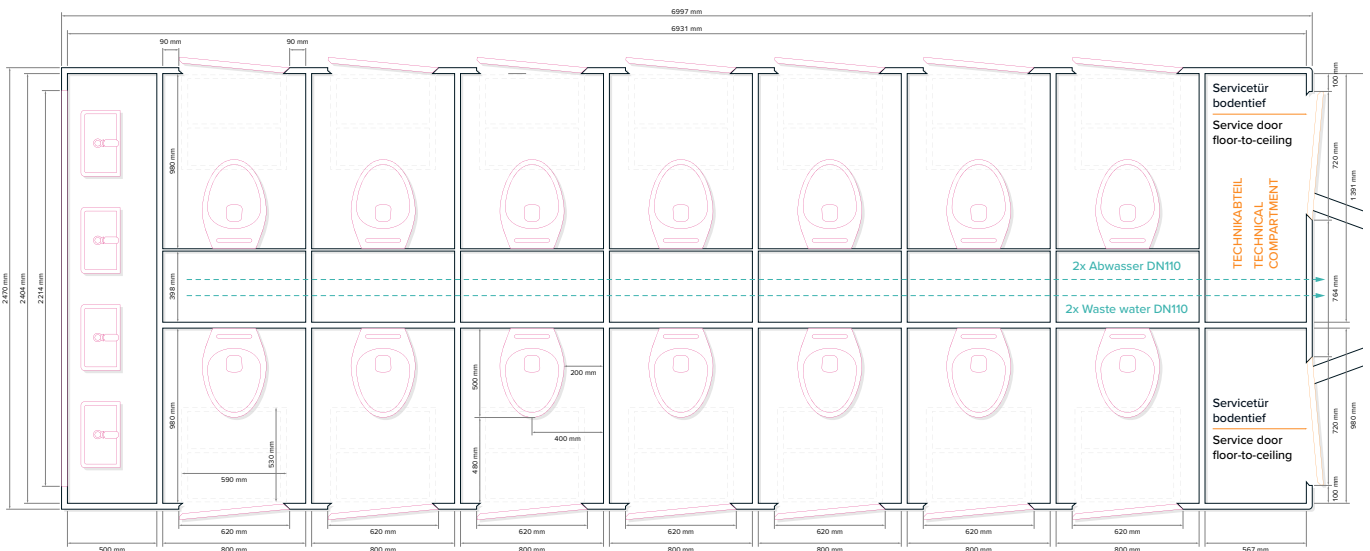 6997 mm
6931 mm
90 mm
90 mm
2470 mm
2404 mm
2214 mm
980 mm
398 mm
980 mm
Servicetür
bodentief
Service door
floor-to-ceiling
TECHNIKABTEIL
TECHNICAL
COMPARTMENT
100 mm
720 mm
1391 mm
764 mm
2x Abwasser DN110
2x Waste water DN110
500 mm
200 mm
400 mm
480 mm
530 mm
590 mm
Servicetür
bodentief
Service door
floor-to-ceiling
720 mm
980 mm
100 mm
620 mm
620 mm
620 mm
620 mm
620 mm
620 mm
620 mm
500 mm
800 mm
800 mm
800 mm
800 mm
800 mm
800 mm
800 mm
567 mm